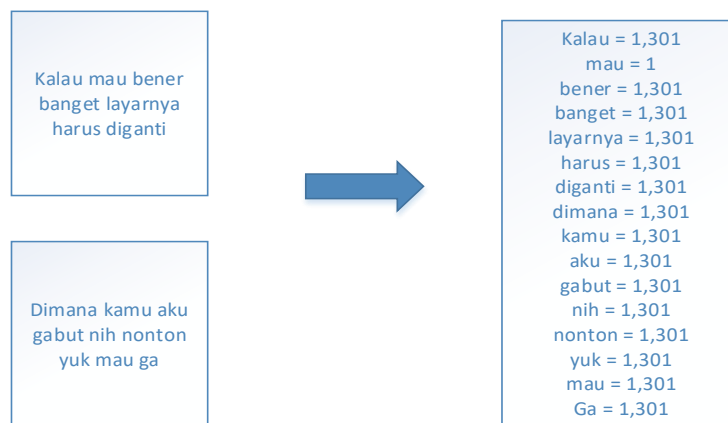 Kalau mau bener
banget layarnya
harus diganti
Dimana kamu aku
gabut nih nonton
yuk mau ga
Kalau = 1,301
mau = 1
bener = 1,301
banget = 1,301
layarnya = 1,301
harus = 1,301
diganti = 1,301
dimana = 1,301
kamu = 1,301
aku = 1,301
gabut = 1,301
nih = 1,301
nonton = 1,301
yuk = 1,301
mau = 1,301
Ga = 1,301